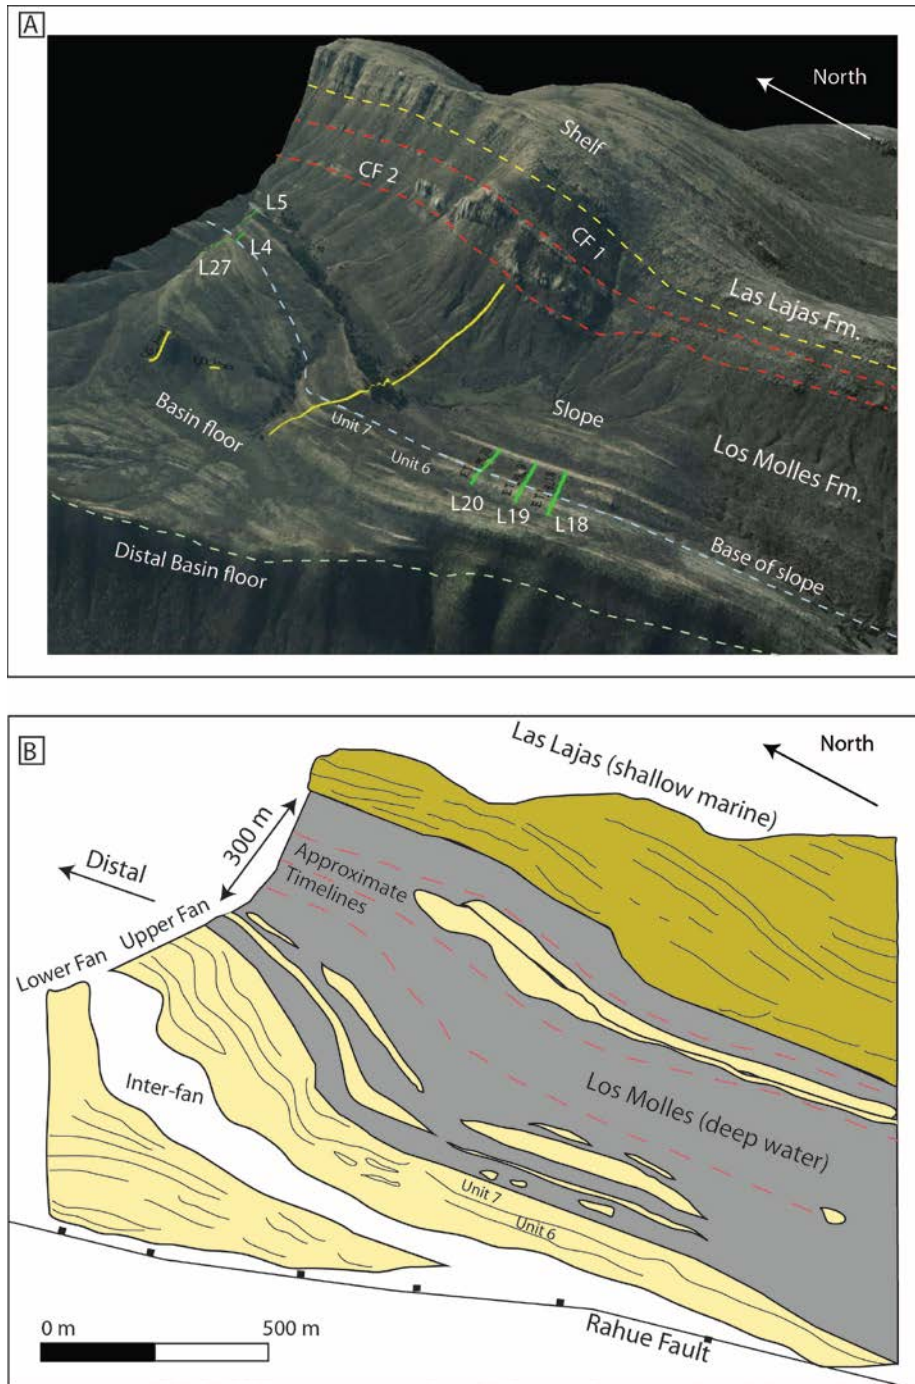 A
North
Shelf
CF 2
CF 1
L5
L4
L27
Las Lajas Fm.
Basin floor
Unit 7
Slope
Unit 6
Los Molles Fm.
L20
L19
L18
Distal Basin floor
Base of slope
B
Las Lajas (shallow marine)
North
300 m
Distal
Approximate
Timelines
Upper Fan
Lower Fan
Inter-fan
Los Molles (deep water)
Unit 7
Unit 6
0 m
500 m
Rahue Fault